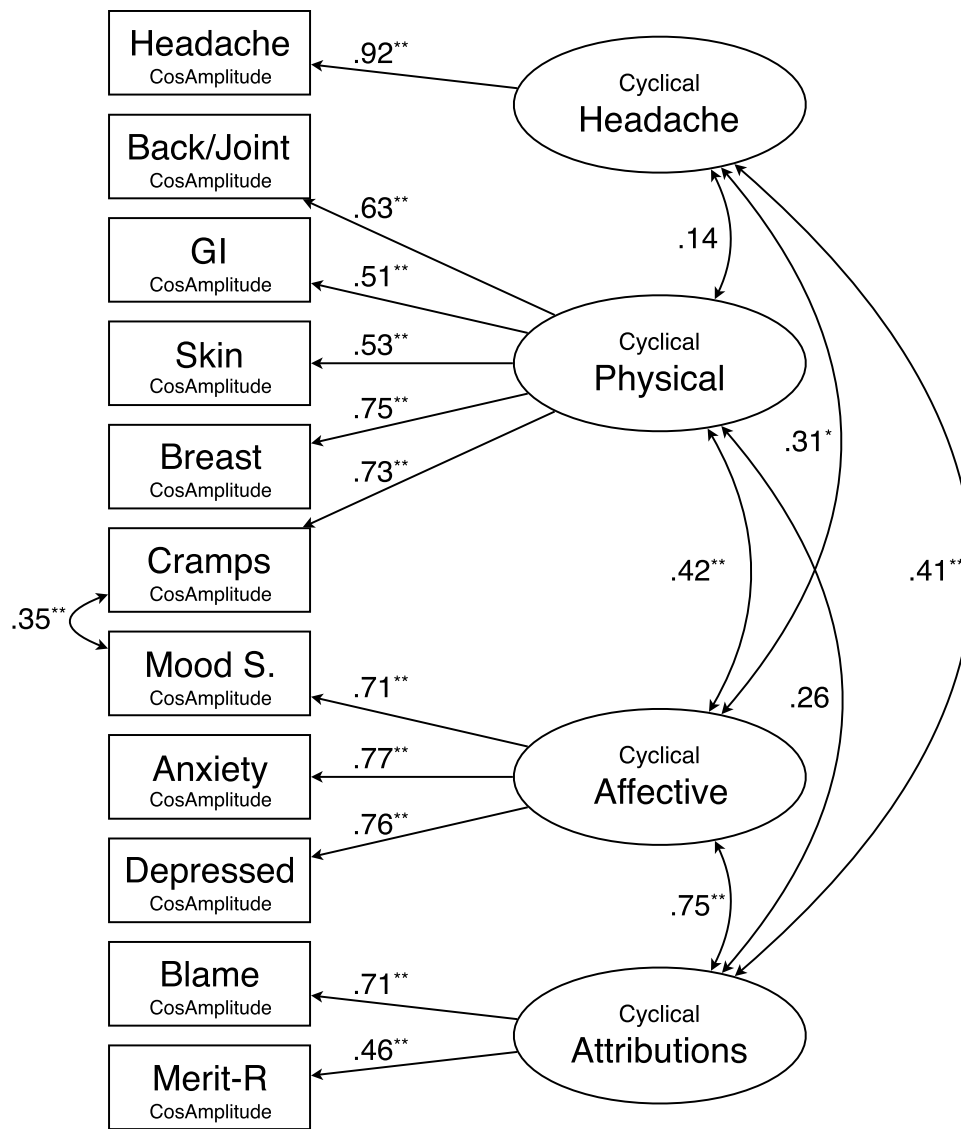 Headache
CosAmplitude
.92**
Cyclical
Headache
Back/Joint
CosAmplitude
.63**
GI
CosAmplitude
.51**
.14
Skin
CosAmplitude
.53**
Cyclical
Physical
Breast
CosAmplitude
.75**
.73**
.31*
Cramps
CosAmplitude
.42**
.41**
.35**
Mood S.
CosAmplitude
.71**
.26
Anxiety
CosAmplitude
.77**
Cyclical
Affective
Depressed
CosAmplitude
.76**
.75**
Blame
CosAmplitude
.71**
Cyclical
Attributions
Merit-R
CosAmplitude
.46**